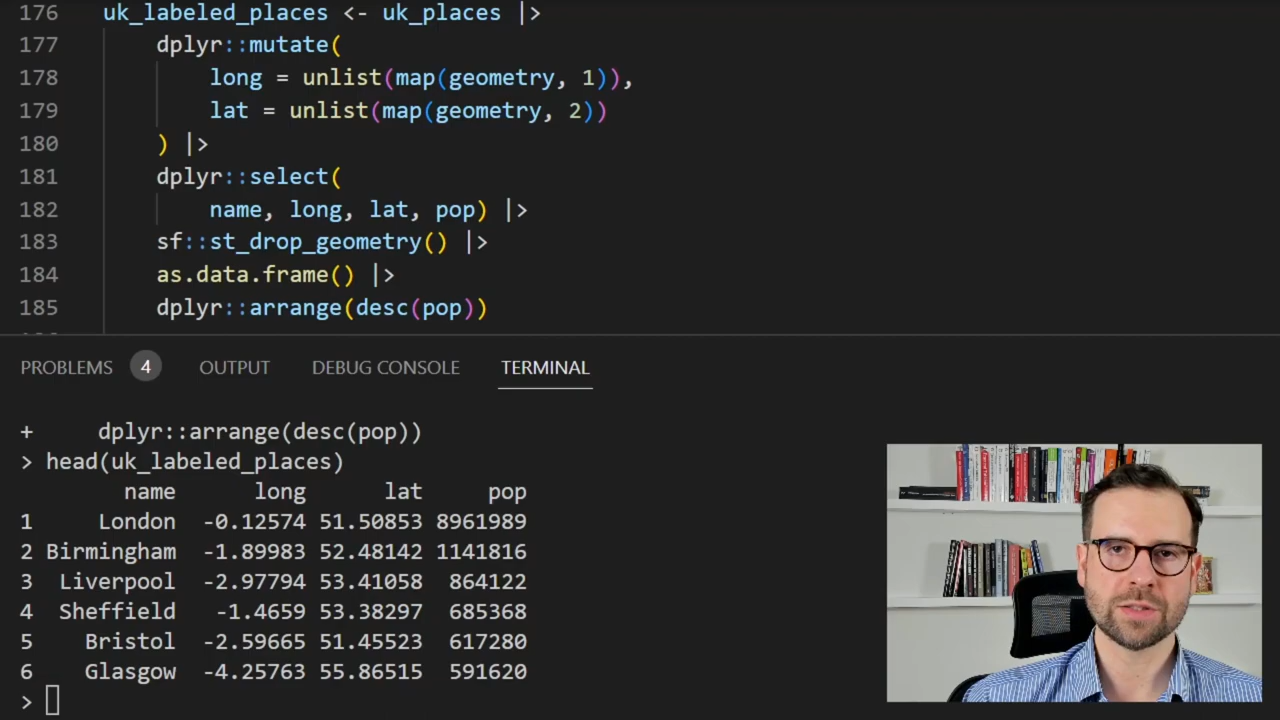 176 uk_labeled_places <- uk_places |>
177 dplyr::mutate(
178 long = unlist(map(geometry, 1)),
179 lat = unlist(map(geometry, 2))
180 ) |>
181 dplyr::select(
182 name, long, lat, pop) |>
183 sf::st_drop_geometry() |>
184 as.data.frame() |>
185 dplyr::arrange(desc(pop))
PROBLEMS 4 OUTPUT DEBUG CONSOLE TERMINAL
+ dplyr::arrange(desc(pop))
> head(uk_labeled_places)
name long lat pop
1 London -0.12574 51.50853 8961989
2 Birmingham -1.89983 52.48142 1141816
3 Liverpool -2.97794 53.41058 864122
4 Sheffield -1.4659 53.38297 685368
5 Bristol -2.59665 51.45523 617280
6 Glasgow -4.25763 55.86515 591620
>